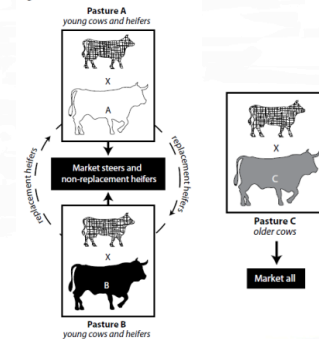 Pasture A
young cows and heifers
X
A
replacement heifers
Market steers and
non-replacement heifers
replacement heifers
X
B
Pasture B
young cows and heifers
X
C
Pasture C
older cows
Market all